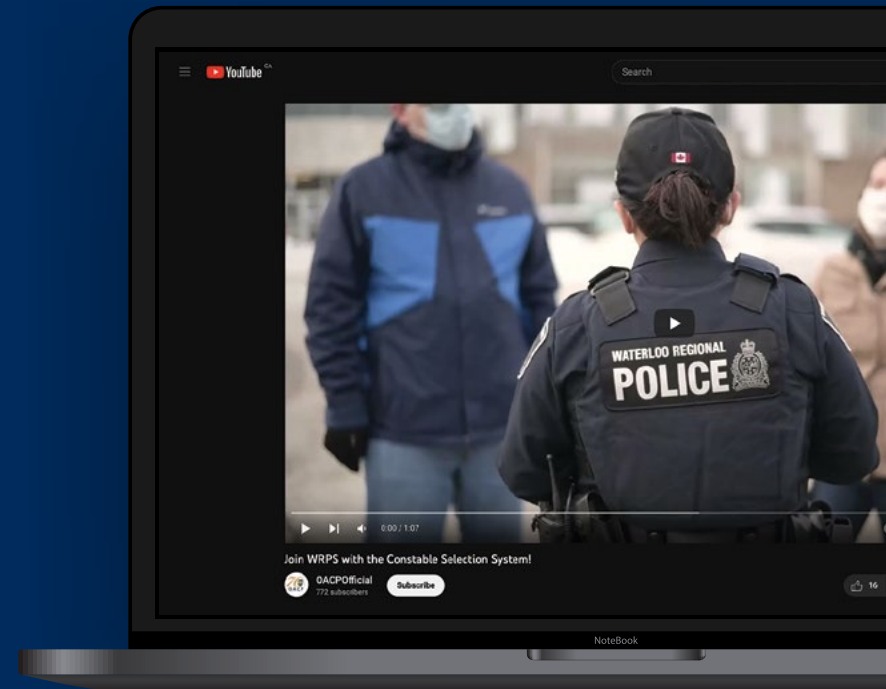 YouTube CA
Search
WATERLOO REGIONAL
POLICE
0:00 / 1:07
Join WRPS with the Constable Selection System!
OACP
OACPOfficial
772 subscribers
Subscribe
16
NoteBook